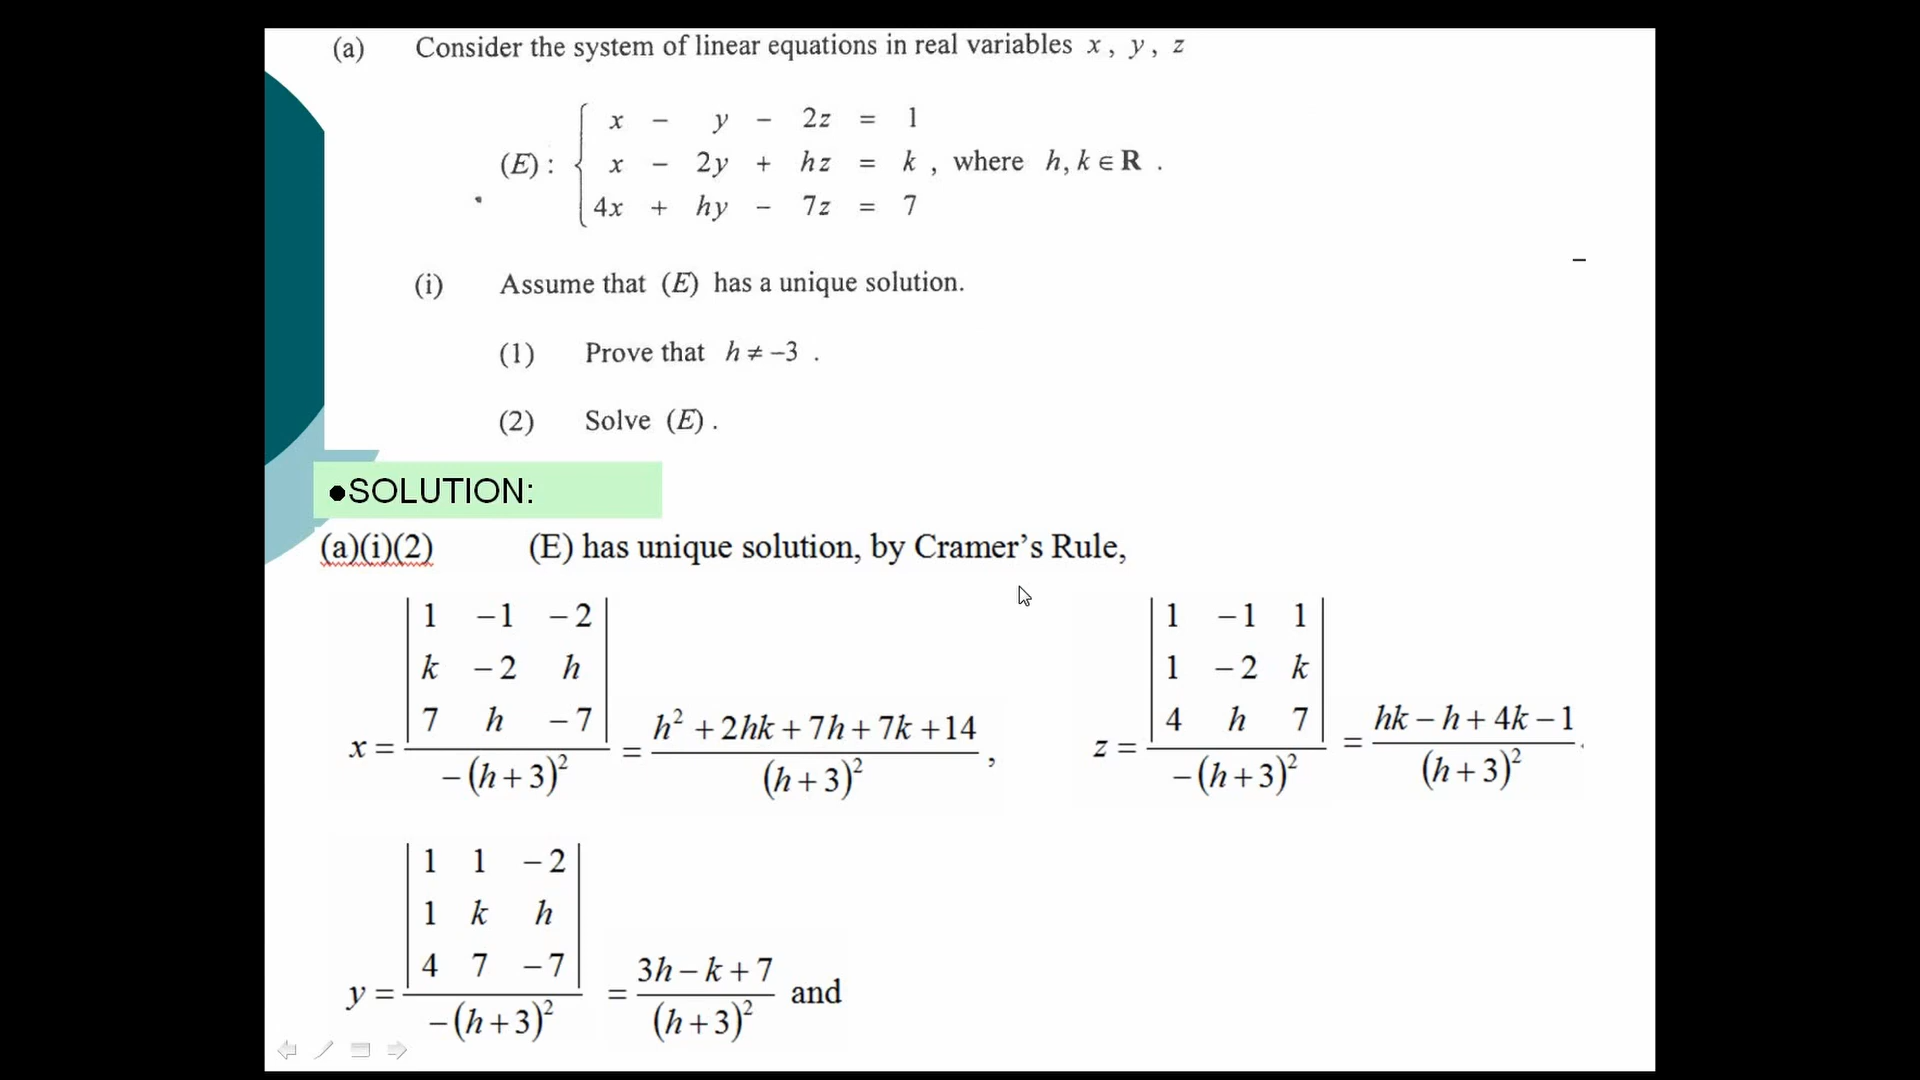 (a) Consider the system of linear equations in real variables x , y , z
x − y − 2z = 1
(E) : x − 2y + hz = k , where h, k ∈ R .
4x + hy − 7z = 7
(i) Assume that (E) has a unique solution.
(1) Prove that h ≠ −3 .
(2) Solve (E) .
●SOLUTION:
(a)(i)(2) (E) has unique solution, by Cramer’s Rule,
x = | 1 −1 −2 ; k −2 h ; 7 h −7 | / −(h+3)² = (h² + 2hk + 7h + 7k + 14) / (h+3)² ,
z = | 1 −1 1 ; 1 −2 k ; 4 h 7 | / −(h+3)² = (hk − h + 4k − 1) / (h+3)² .
y = | 1 1 −2 ; 1 k h ; 4 7 −7 | / −(h+3)² = (3h − k + 7) / (h+3)² and